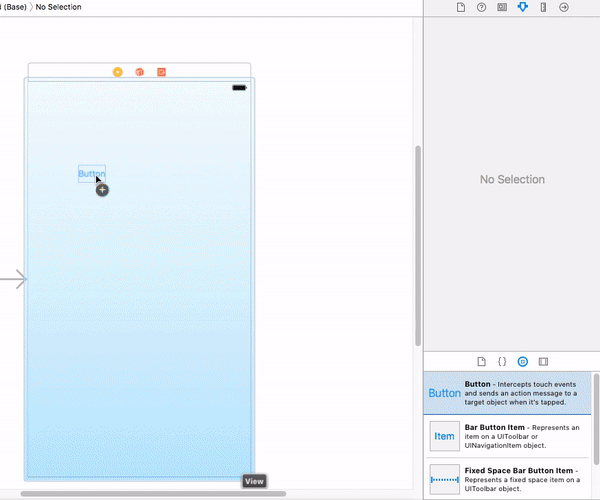 (Base) 〉 No Selection
Button
No Selection
View
Button
Button - Intercepts touch events
and sends an action message to a
target object when it's tapped.
Item
Bar Button Item - Represents an
item on a UIToolbar or
UINavigationItem object.
Fixed Space Bar Button Item -
Represents a fixed space item on a
UIToolbar object.